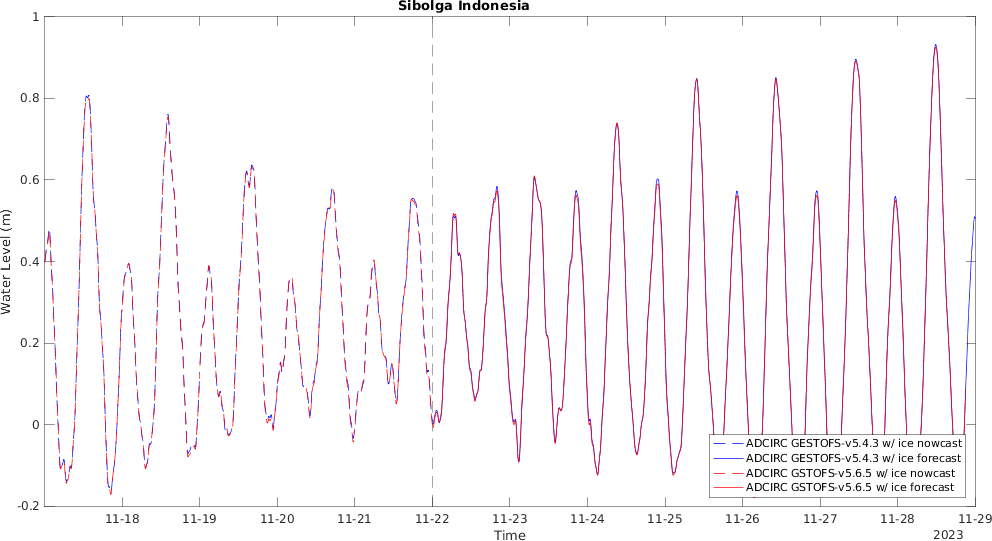 Sibolga Indonesia
Water Level (m)
1
0.8
0.6
0.4
0.2
0
-0.2
11-18 11-19 11-20 11-21 11-22 11-23 11-24 11-25 11-26 11-27 11-28 11-29
Time
2023
ADCIRC GESTOFS-v5.4.3 w/ ice nowcast
ADCIRC GESTOFS-v5.4.3 w/ ice forecast
ADCIRC GSTOFS-v5.6.5 w/ ice nowcast
ADCIRC GSTOFS-v5.6.5 w/ ice forecast